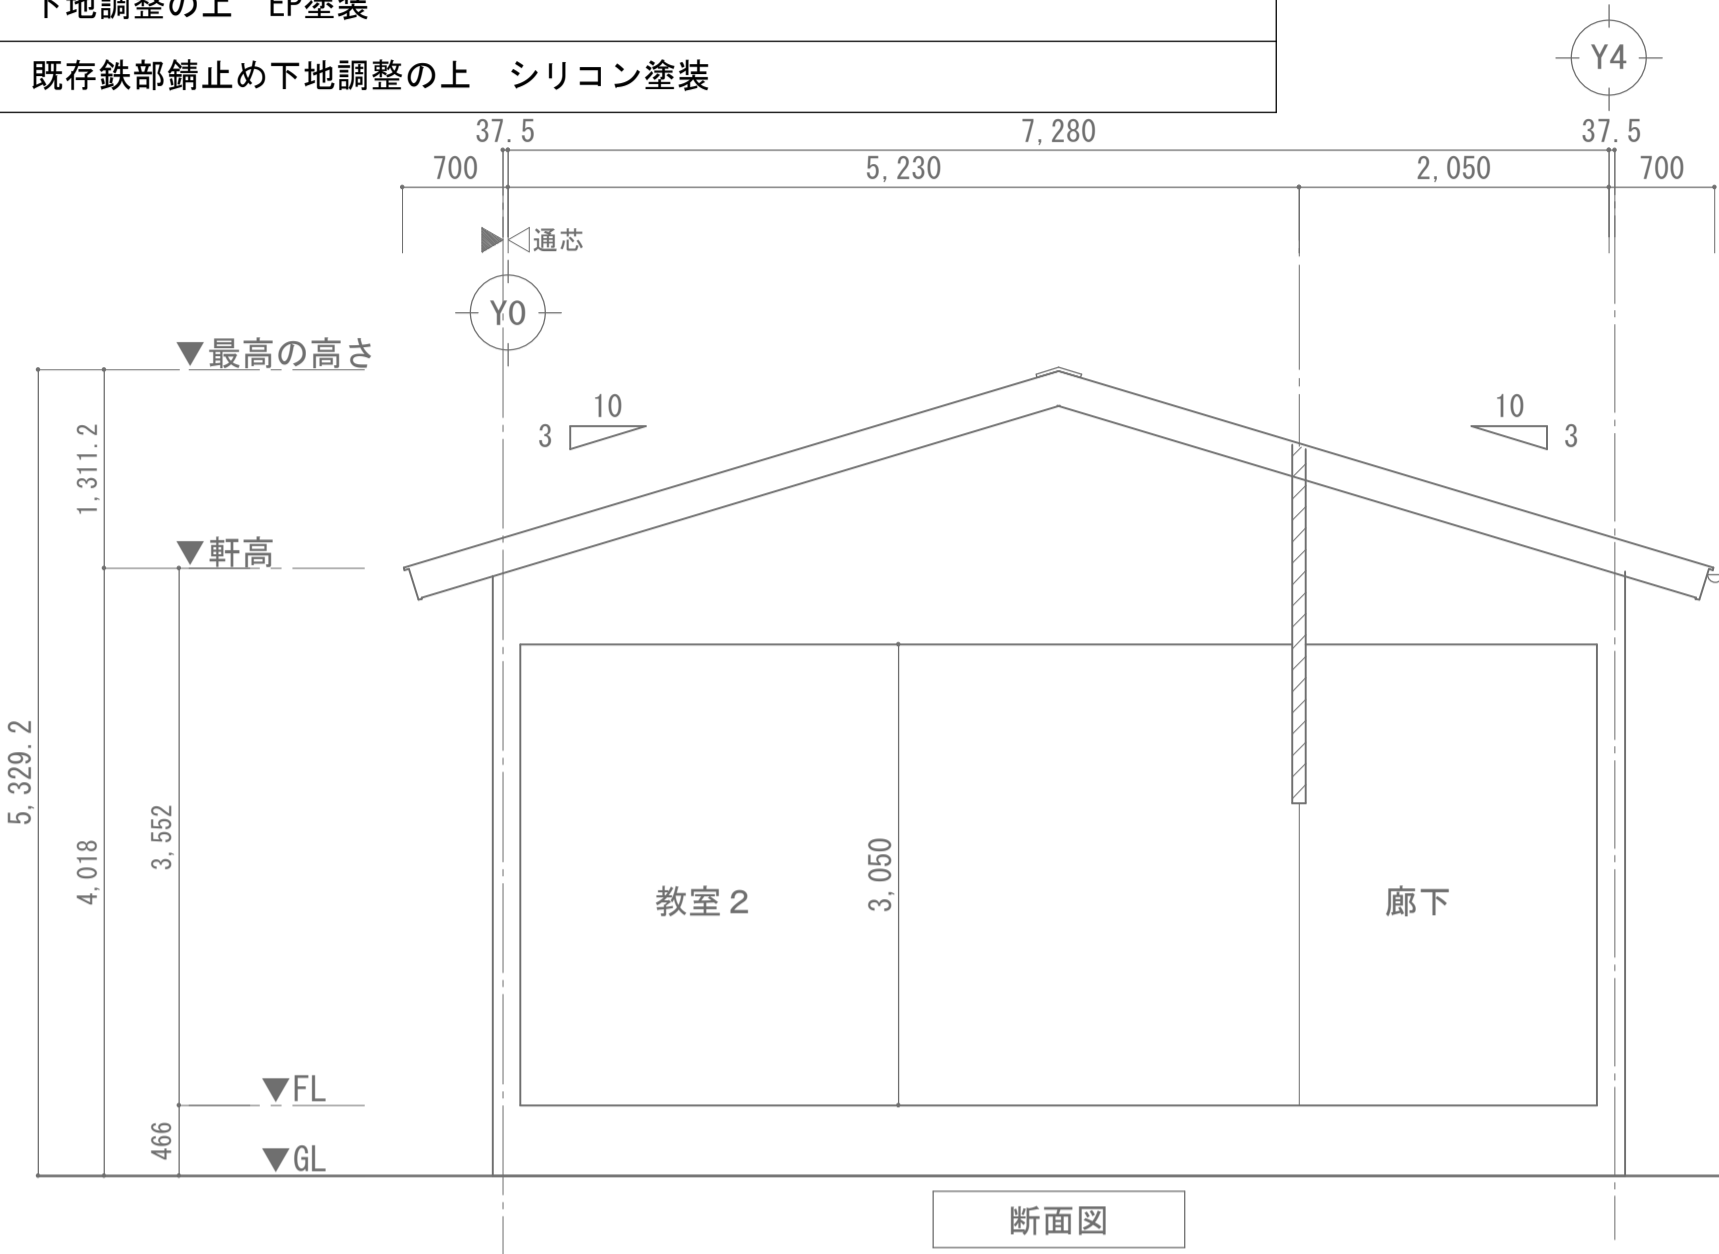 下地調整の上　EP塗装
既存鉄部錆止め下地調整の上　シリコン塗装
Y4
37.5
7,280
37.5
700
5,230
2,050
700
通芯
Y0
▼最高の高さ
10
3
10
3
1,311.2
▼軒高
5,329.2
4,018
3,552
3,050
教室２
廊下
▼FL
466
▼GL
断面図